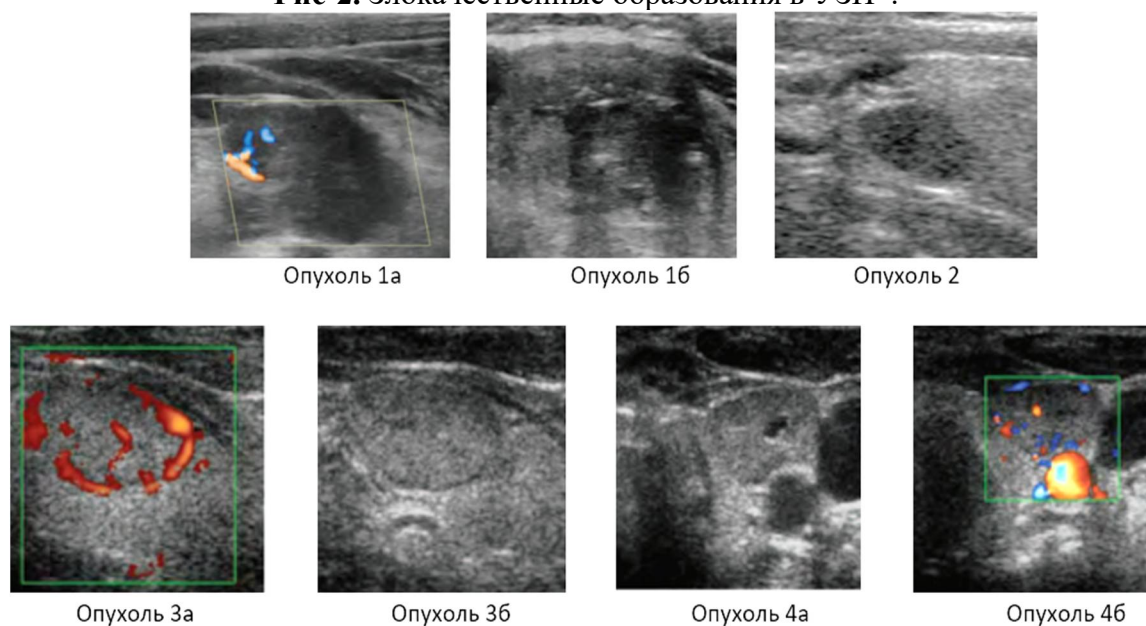 Рис 2. Злокачественные образования в УЗИ .
Опухоль 1а
Опухоль 1б
Опухоль 2
Опухоль 3а
Опухоль 3б
Опухоль 4а
Опухоль 4б